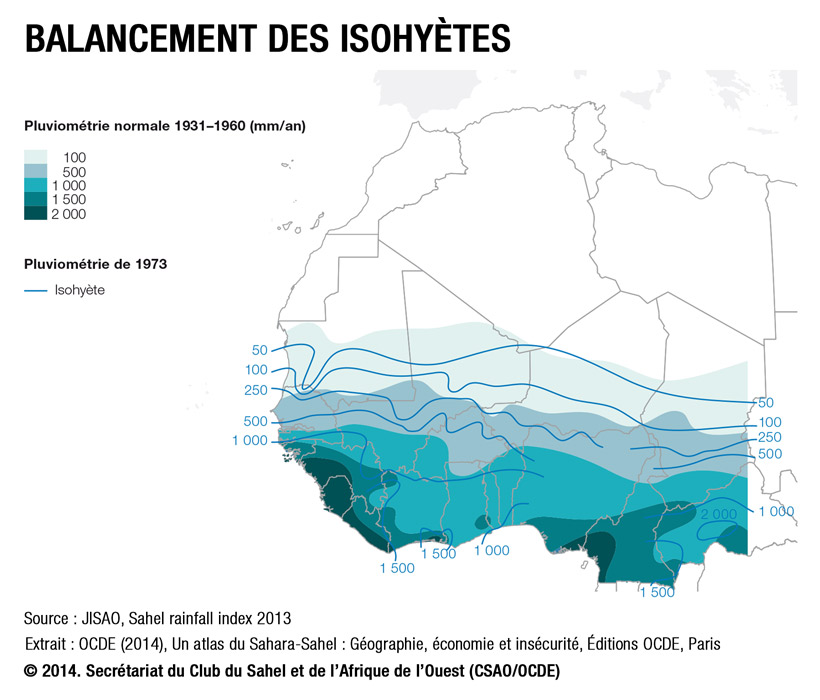 BALANCEMENT DES ISOHYÈTES
Pluviométrie normale 1931–1960 (mm/an)
100
500
1 000
1 500
2 000
Pluviométrie de 1973
Isohyète
50
100
250
500
1 000
50
100
250
500
1 000
2 000
1 500
1 500
1 000
1 500
Source : JISAO, Sahel rainfall index 2013
Extrait : OCDE (2014), Un atlas du Sahara-Sahel : Géographie, économie et insécurité, Éditions OCDE, Paris
© 2014. Secrétariat du Club du Sahel et de l’Afrique de l’Ouest (CSAO/OCDE)